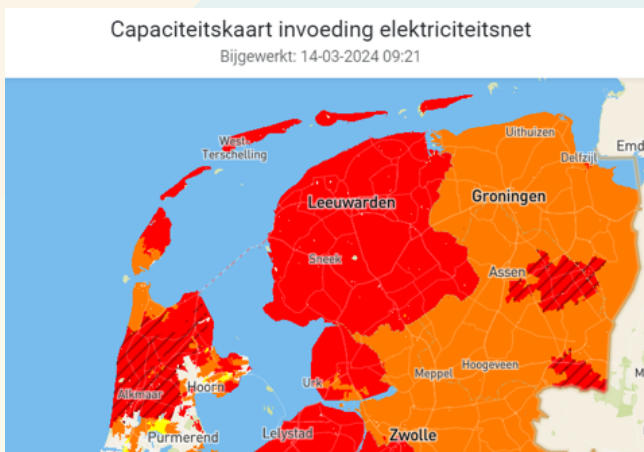 Capaciteitskaart invoeding elektriciteitsnet
Bijgewerkt: 14-03-2024 09:21
Uithuizen
West-
Terschelling
Emd
Delfzijl
Leeuwarden
Groningen
Sneek
Assen
Hoogeveen
Meppel
M
Urk
Hoorn
Alkmaar
Purmerend
Lelystad
Zwolle